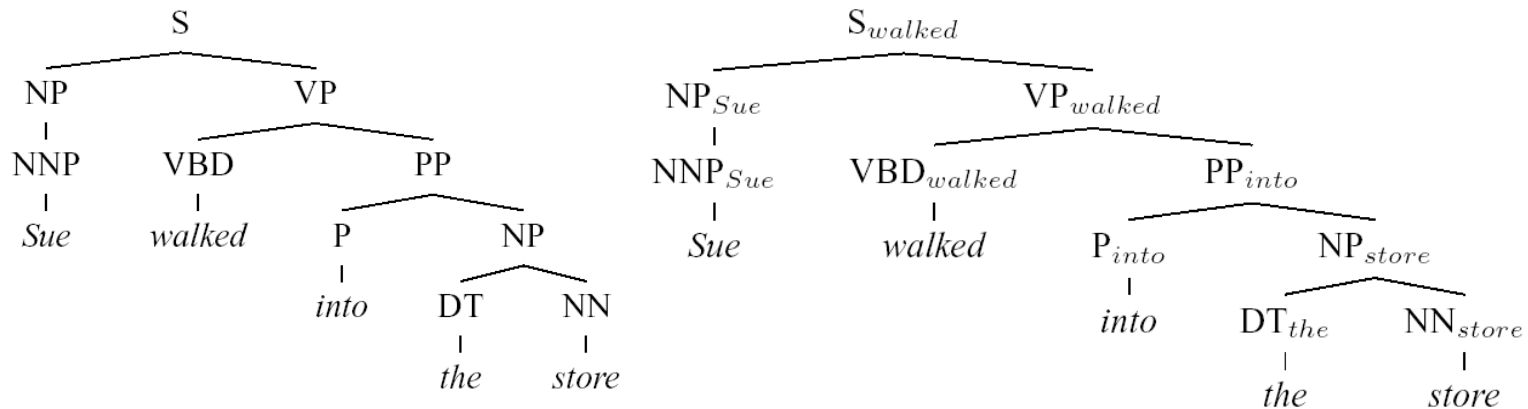 S S_walked
NP VP NP_Sue VP_walked
NNP VBD PP NNP_Sue VBD_walked PP_into
Sue walked P NP Sue walked P_into NP_store
into DT NN into DT_the NN_store
the store the store